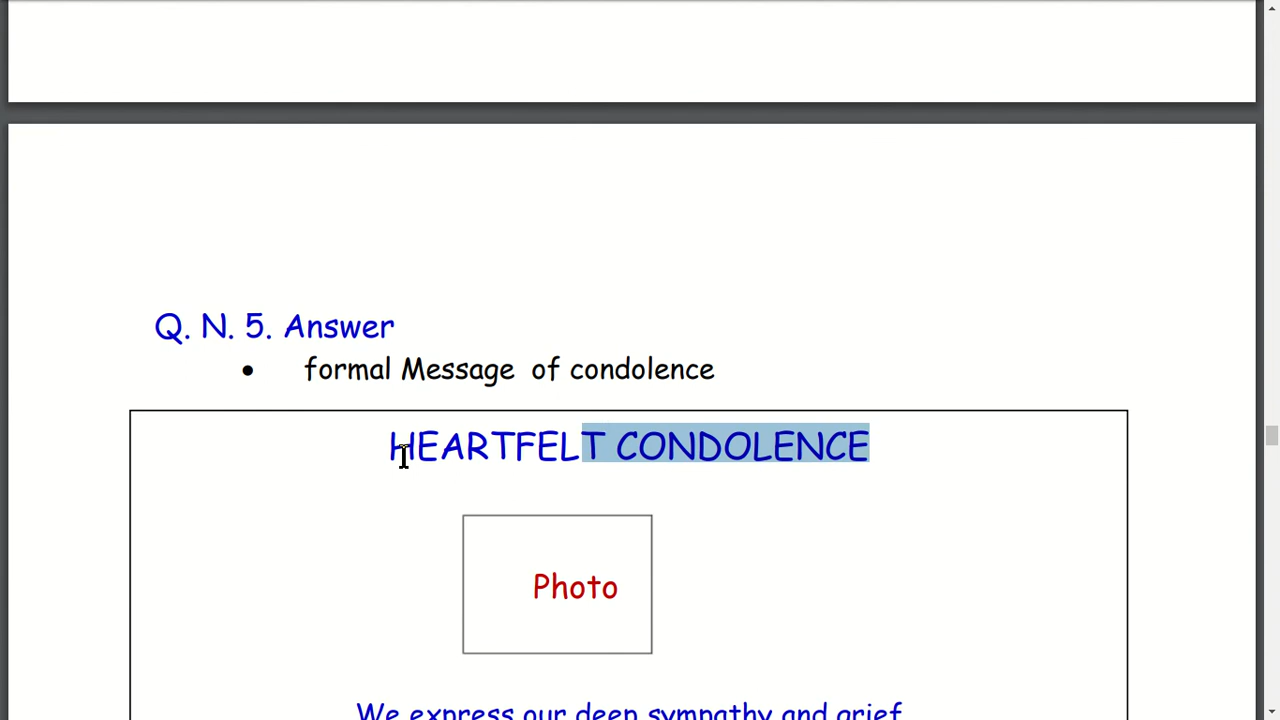 Q. N. 5. Answer
• formal Message of condolence
HEARTFELT CONDOLENCE
Photo
We express our deep sympathy and grief